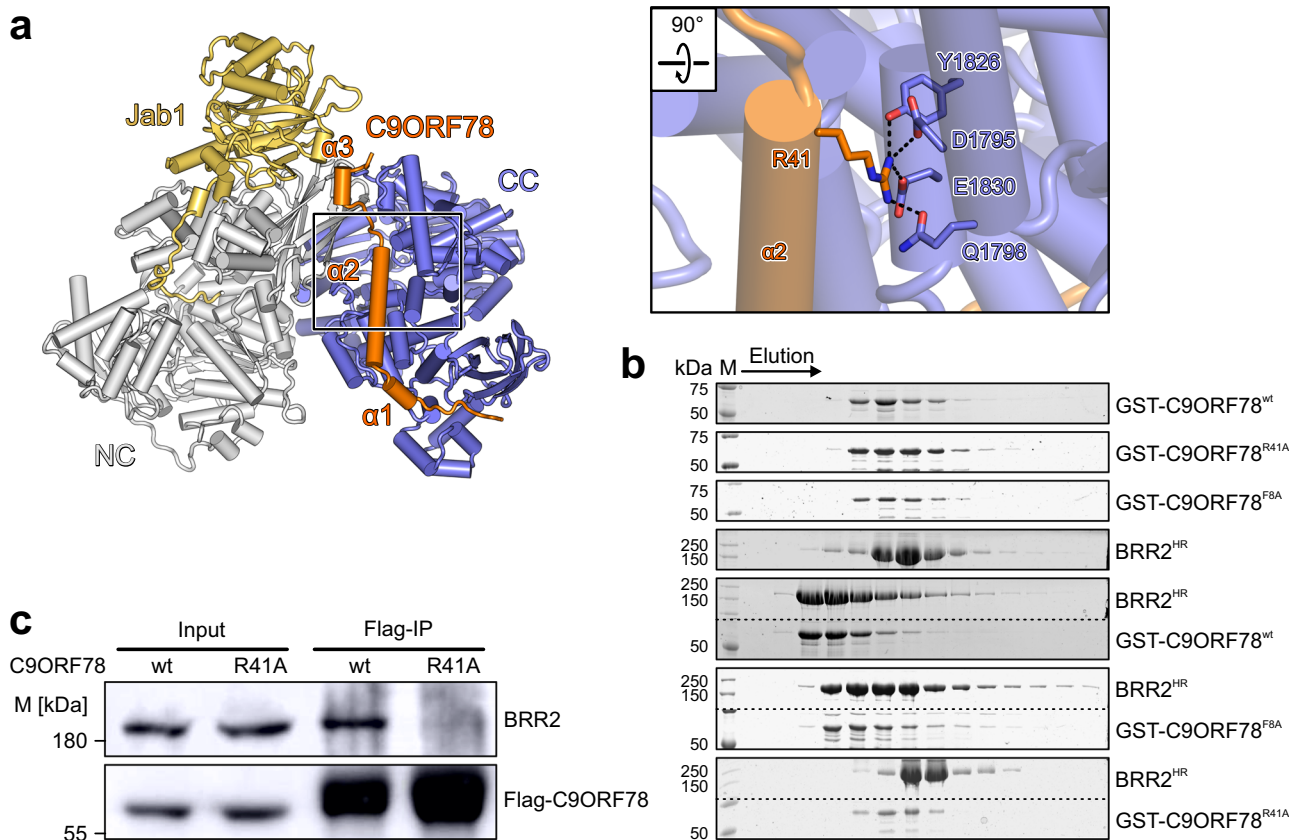 a
Jab1
C9ORF78
α3
CC
α2
α1
NC
90°
Y1826
D1795
R41
E1830
Q1798
α2
b
kDa M Elution
75
50
GST-C9ORF78wt
75
50
GST-C9ORF78R41A
75
50
GST-C9ORF78F8A
250
150
BRR2HR
250
150
BRR2HR
50
GST-C9ORF78wt
250
150
BRR2HR
50
GST-C9ORF78F8A
250
150
BRR2HR
50
GST-C9ORF78R41A
c
Input Flag-IP
C9ORF78 wt R41A wt R41A
M [kDa]
180
BRR2
55
Flag-C9ORF78